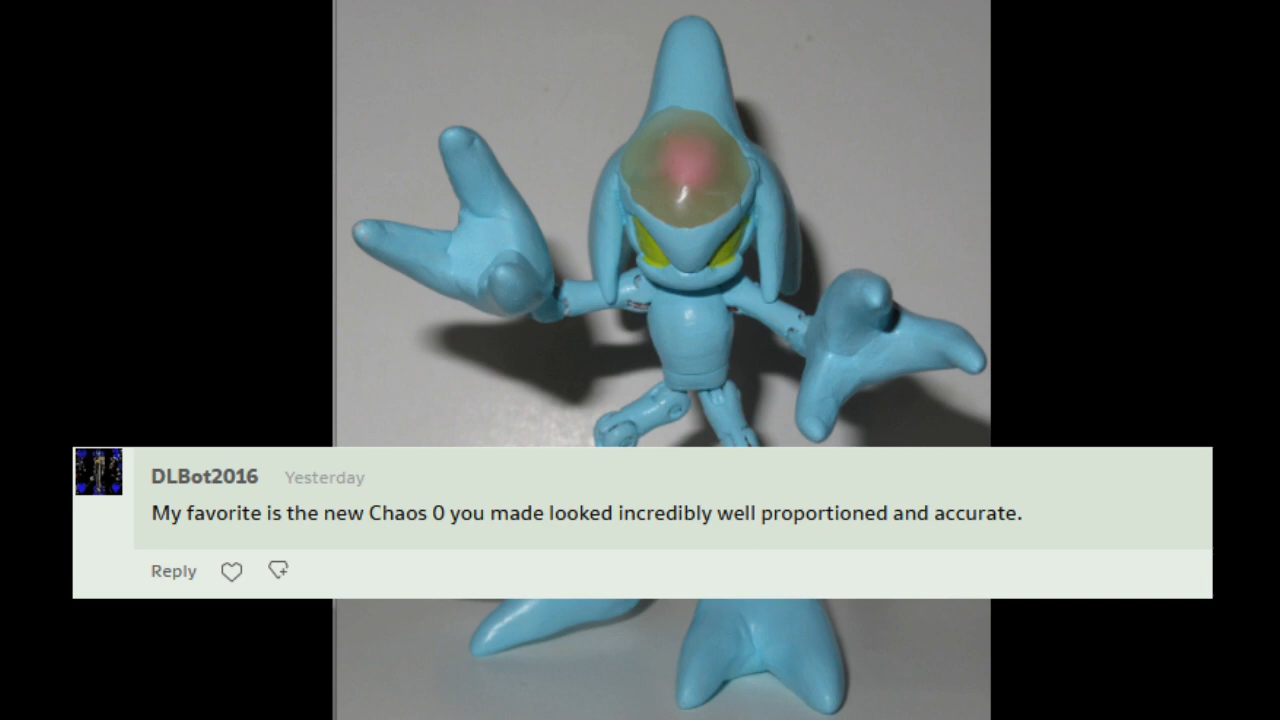 DLBot2016 Yesterday
My favorite is the new Chaos 0 you made looked incredibly well proportioned and accurate.
Reply